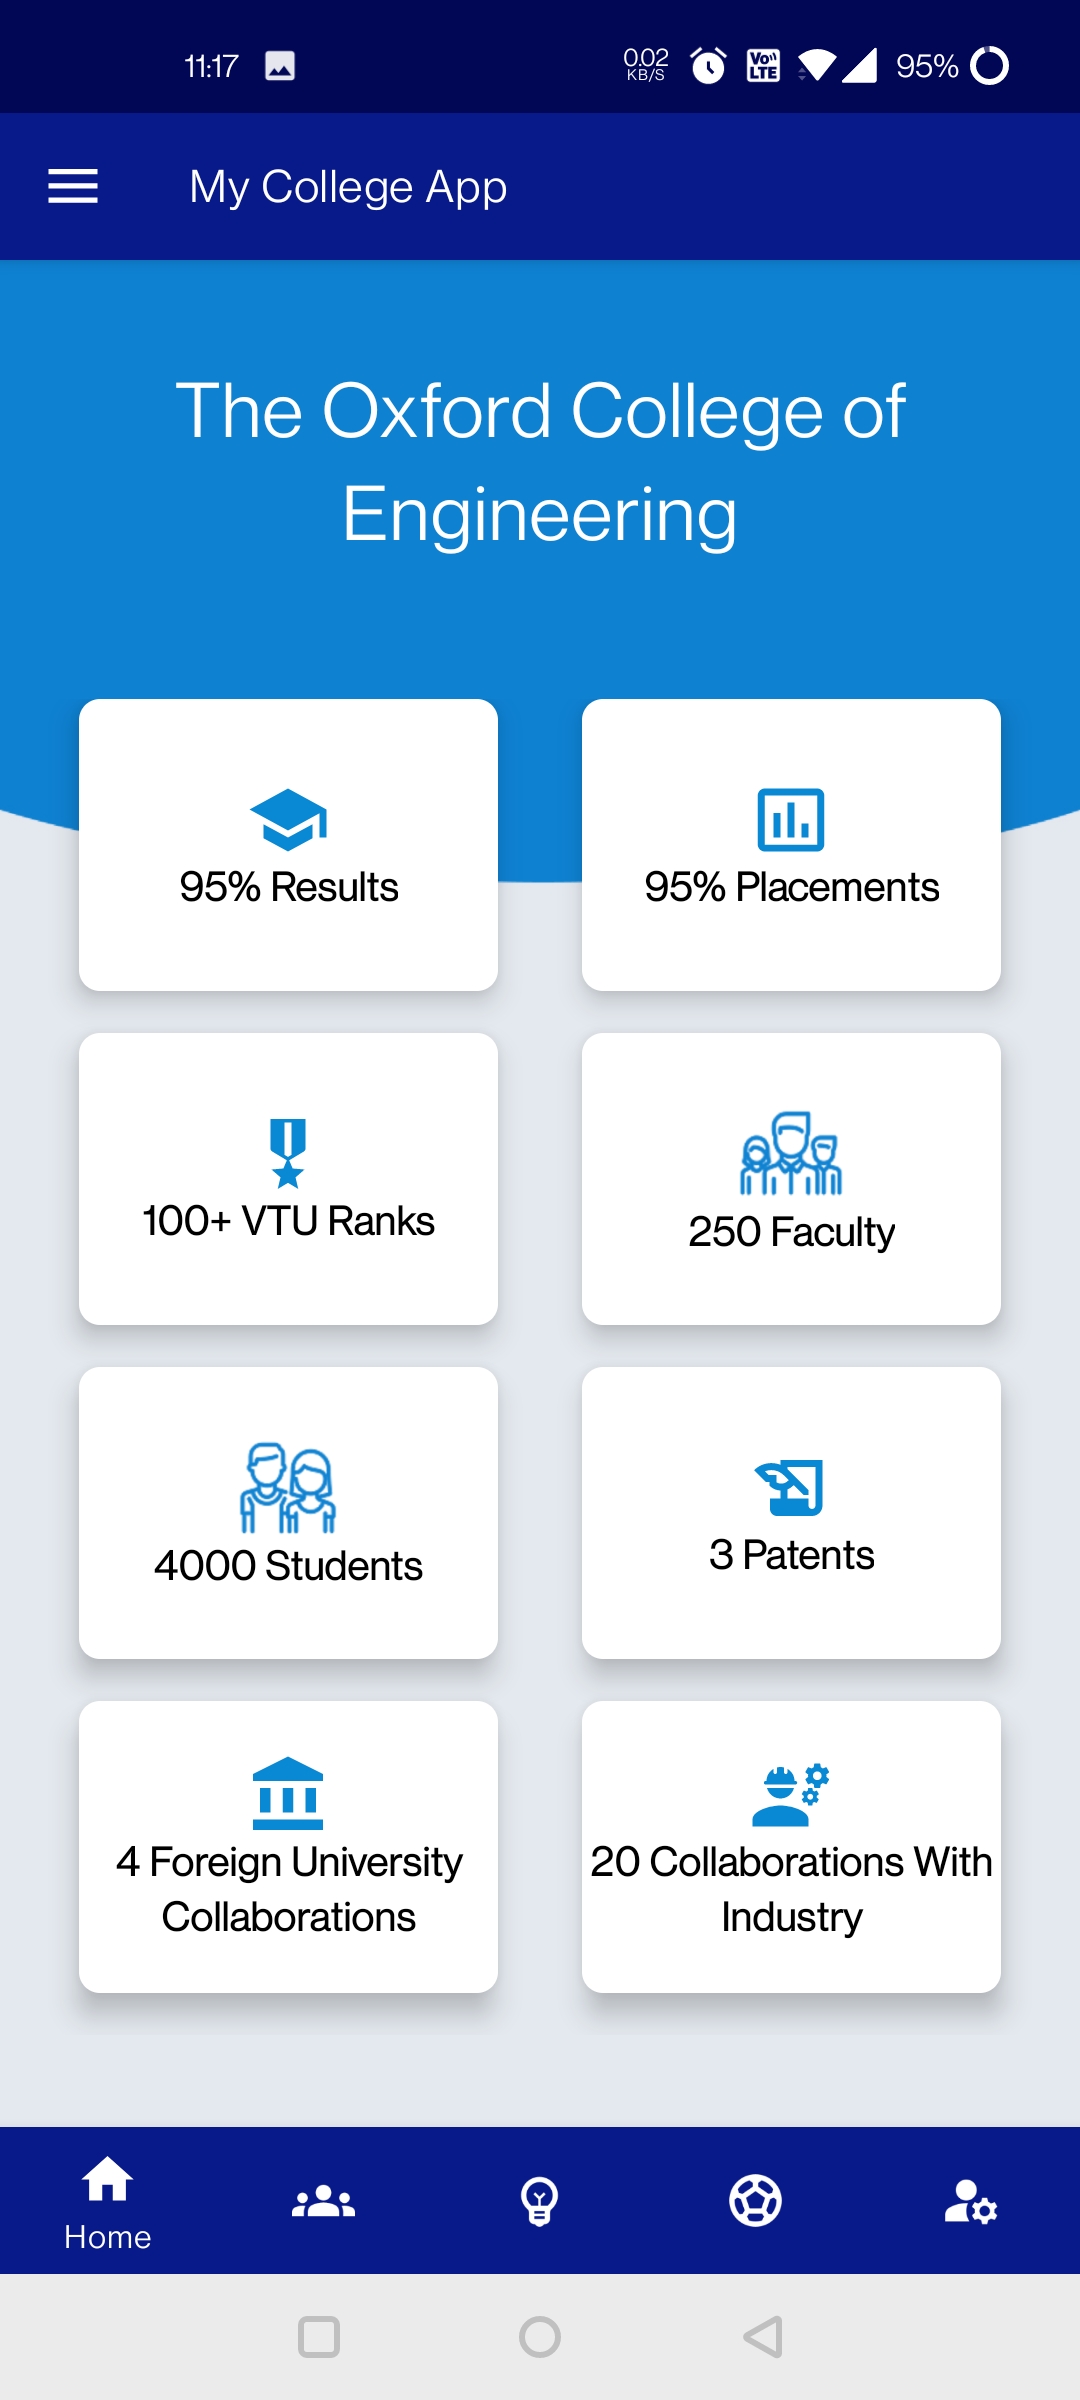 11:17
0.02
KB/S
Vo))
LTE
95%
My College App
The Oxford College of
Engineering
95% Results
95% Placements
100+ VTU Ranks
250 Faculty
4000 Students
3 Patents
4 Foreign University
Collaborations
20 Collaborations With
Industry
Home